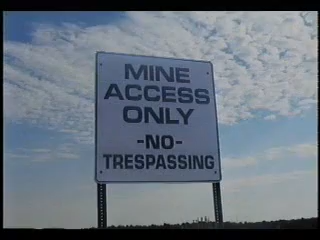 MINE
ACCESS
ONLY
-NO-
TRESPASSING